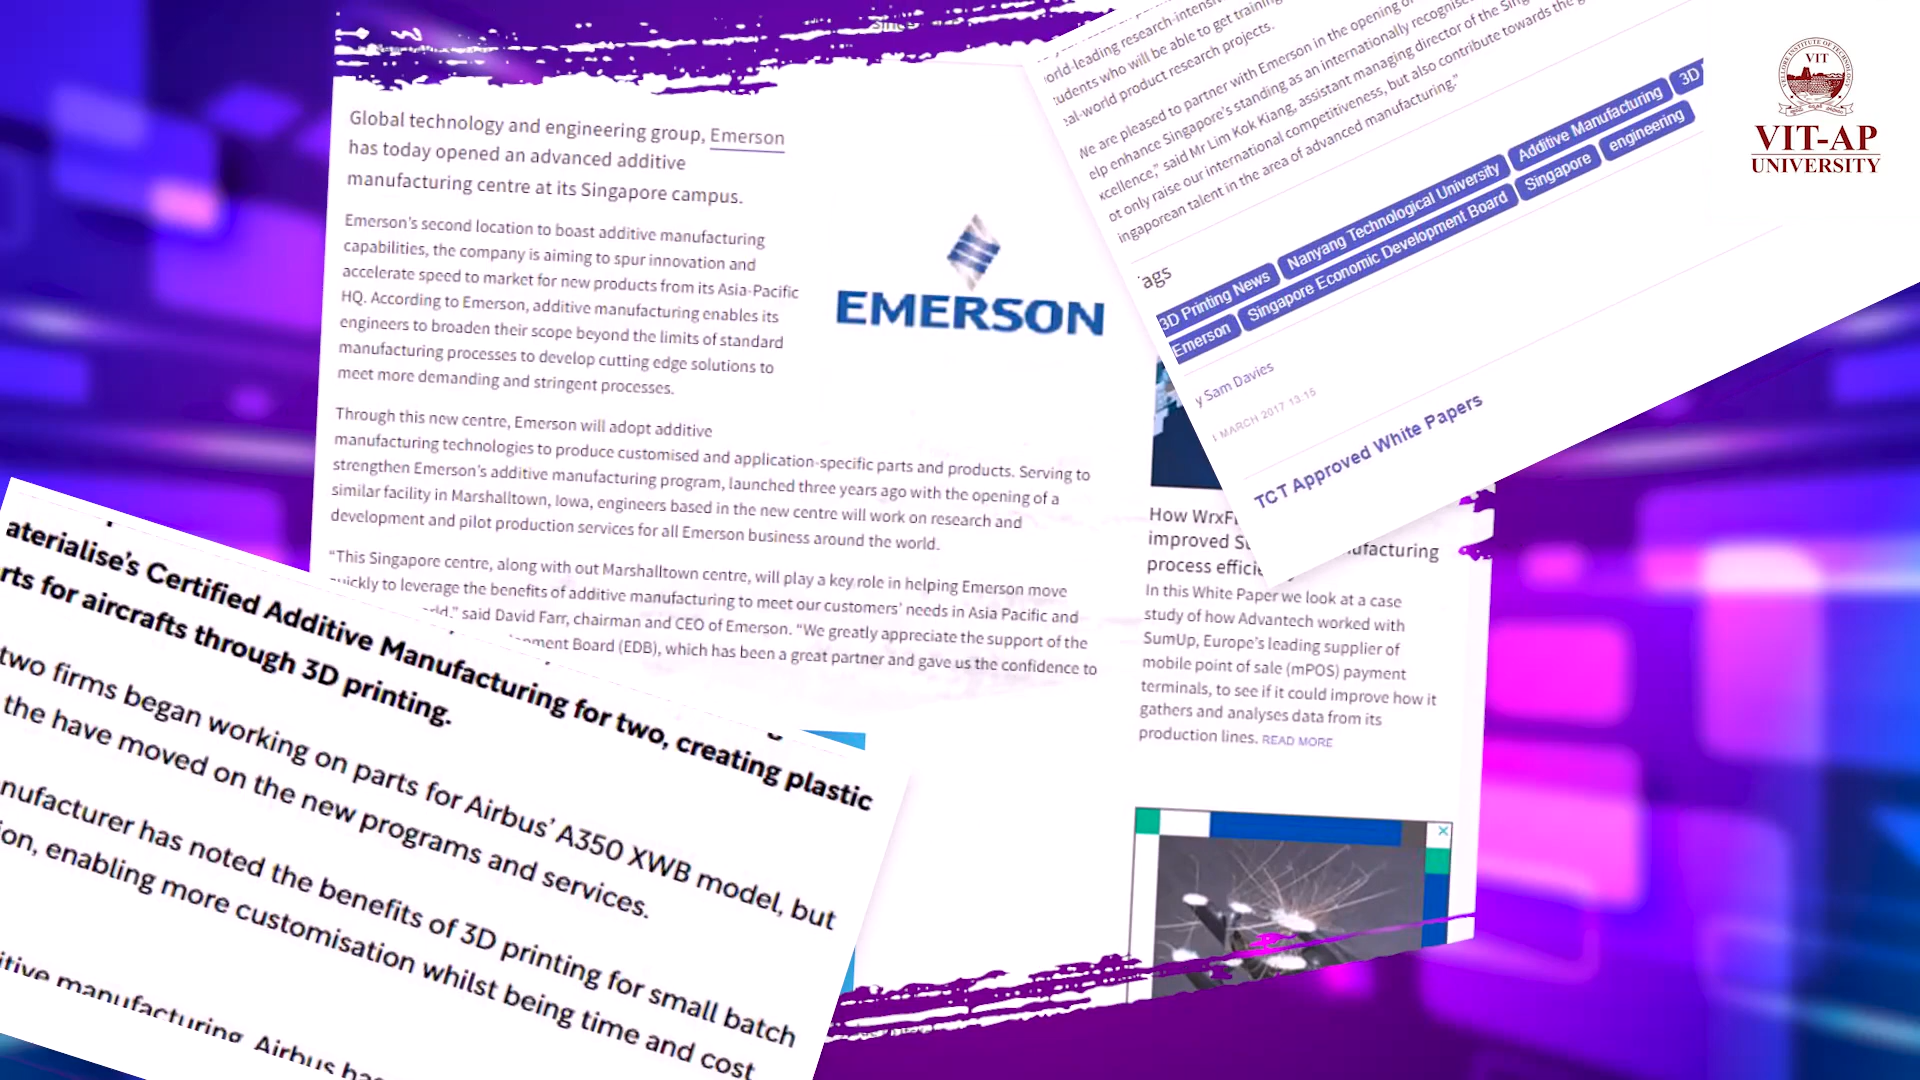 Global technology and engineering group, Emerson
has today opened an advanced additive
manufacturing centre at its Singapore campus.
Emerson's second location to boast additive manufacturing
capabilities, the company is aiming to spur innovation and
accelerate speed to market for new products from its Asia-Pacific
HQ. According to Emerson, additive manufacturing enables its
engineers to broaden their scope beyond the limits of standard
manufacturing processes to develop cutting edge solutions to
meet more demanding and stringent processes.
Through this new centre, Emerson will adopt additive
manufacturing technologies to produce customised and application-specific parts and products. Serving to
strengthen Emerson's additive manufacturing program, launched three years ago with the opening of a
similar facility in Marshalltown, Iowa, engineers based in the new centre will work on research and
development and pilot production services for all Emerson business around the world.
"This Singapore centre, along with out Marshalltown centre, will play a key role in helping Emerson move
quickly to leverage the benefits of additive manufacturing to meet our customers' needs in Asia Pacific and
rld." said David Farr, chairman and CEO of Emerson. "We greatly appreciate the support of the
ment Board (EDB), which has been a great partner and gave us the confidence to
EMERSON
orld-leading research-intensiv
udents who will be able to get training
al-world product research projects.
We are pleased to partner with Emerson in the opening of
elp enhance Singapore's standing as an internationally recognise
xcellence," said Mr Lim Kok Kiang, assistant managing director of the Sing
ot only raise our international competitiveness, but also contribute towards the g
ingaporean talent in the area of advanced manufacturing."
ags
3D Printing News Nanyang Technological University Additive Manufacturing 3D
Emerson Singapore Economic Development Board Singapore engineering
y Sam Davies
MARCH 2017 13:15
TCT Approved White Papers
VIT
VIT-AP
UNIVERSITY
How WrxFl
improved Su ufacturing
process efficie
In this White Paper we look at a case
study of how Advantech worked with
SumUp, Europe's leading supplier of
mobile point of sale (mPOS) payment
terminals, to see if it could improve how it
gathers and analyses data from its
production lines. READ MORE
aterialise's Certified Additive Manufacturing for two, creating plastic
rts for aircrafts through 3D printing.
two firms began working on parts for Airbus' A350 XWB model, but
the have moved on the new programs and services.
nufacturer has noted the benefits of 3D printing for small batch
ion, enabling more customisation whilst being time and cost
itive manufacturing, Airbus has